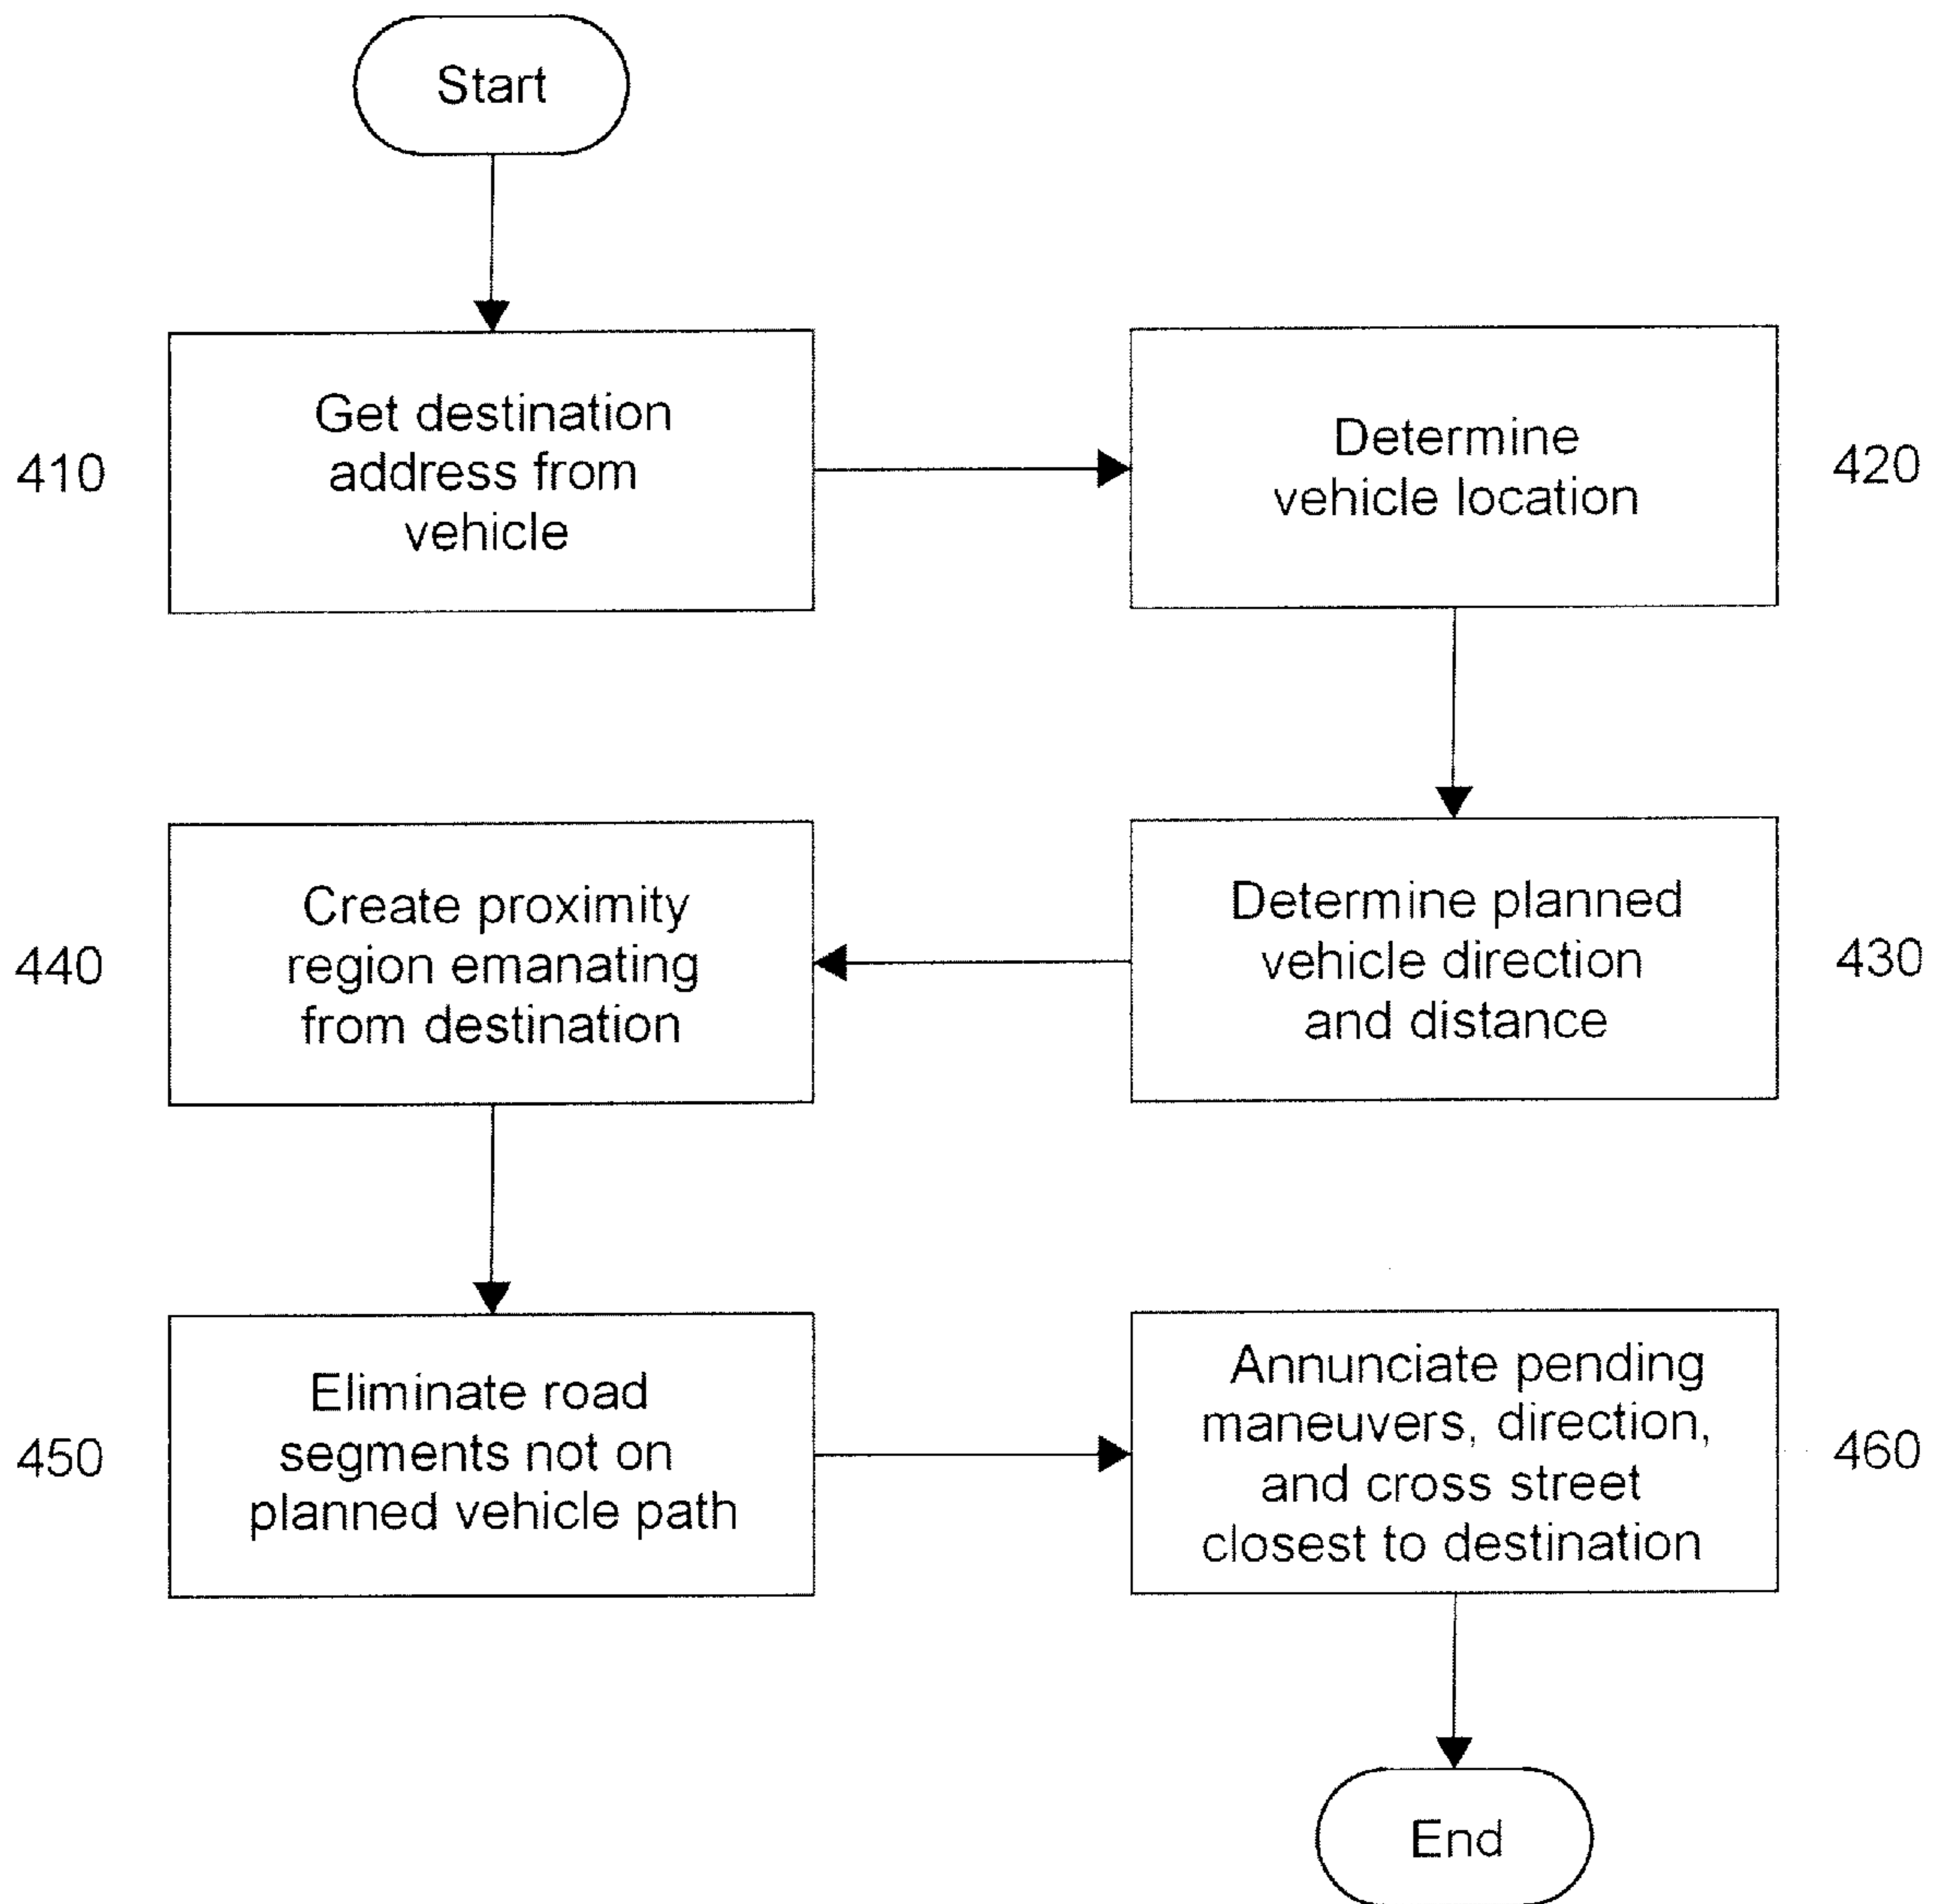 Start
410
Get destination
address from
vehicle
Determine
vehicle location
420
Determine planned
vehicle direction
and distance
430
440
Create proximity
region emanating
from destination
450
Eliminate road
segments not on
planned vehicle path
Annunciate pending
maneuvers, direction,
and cross street
closest to destination
460
End